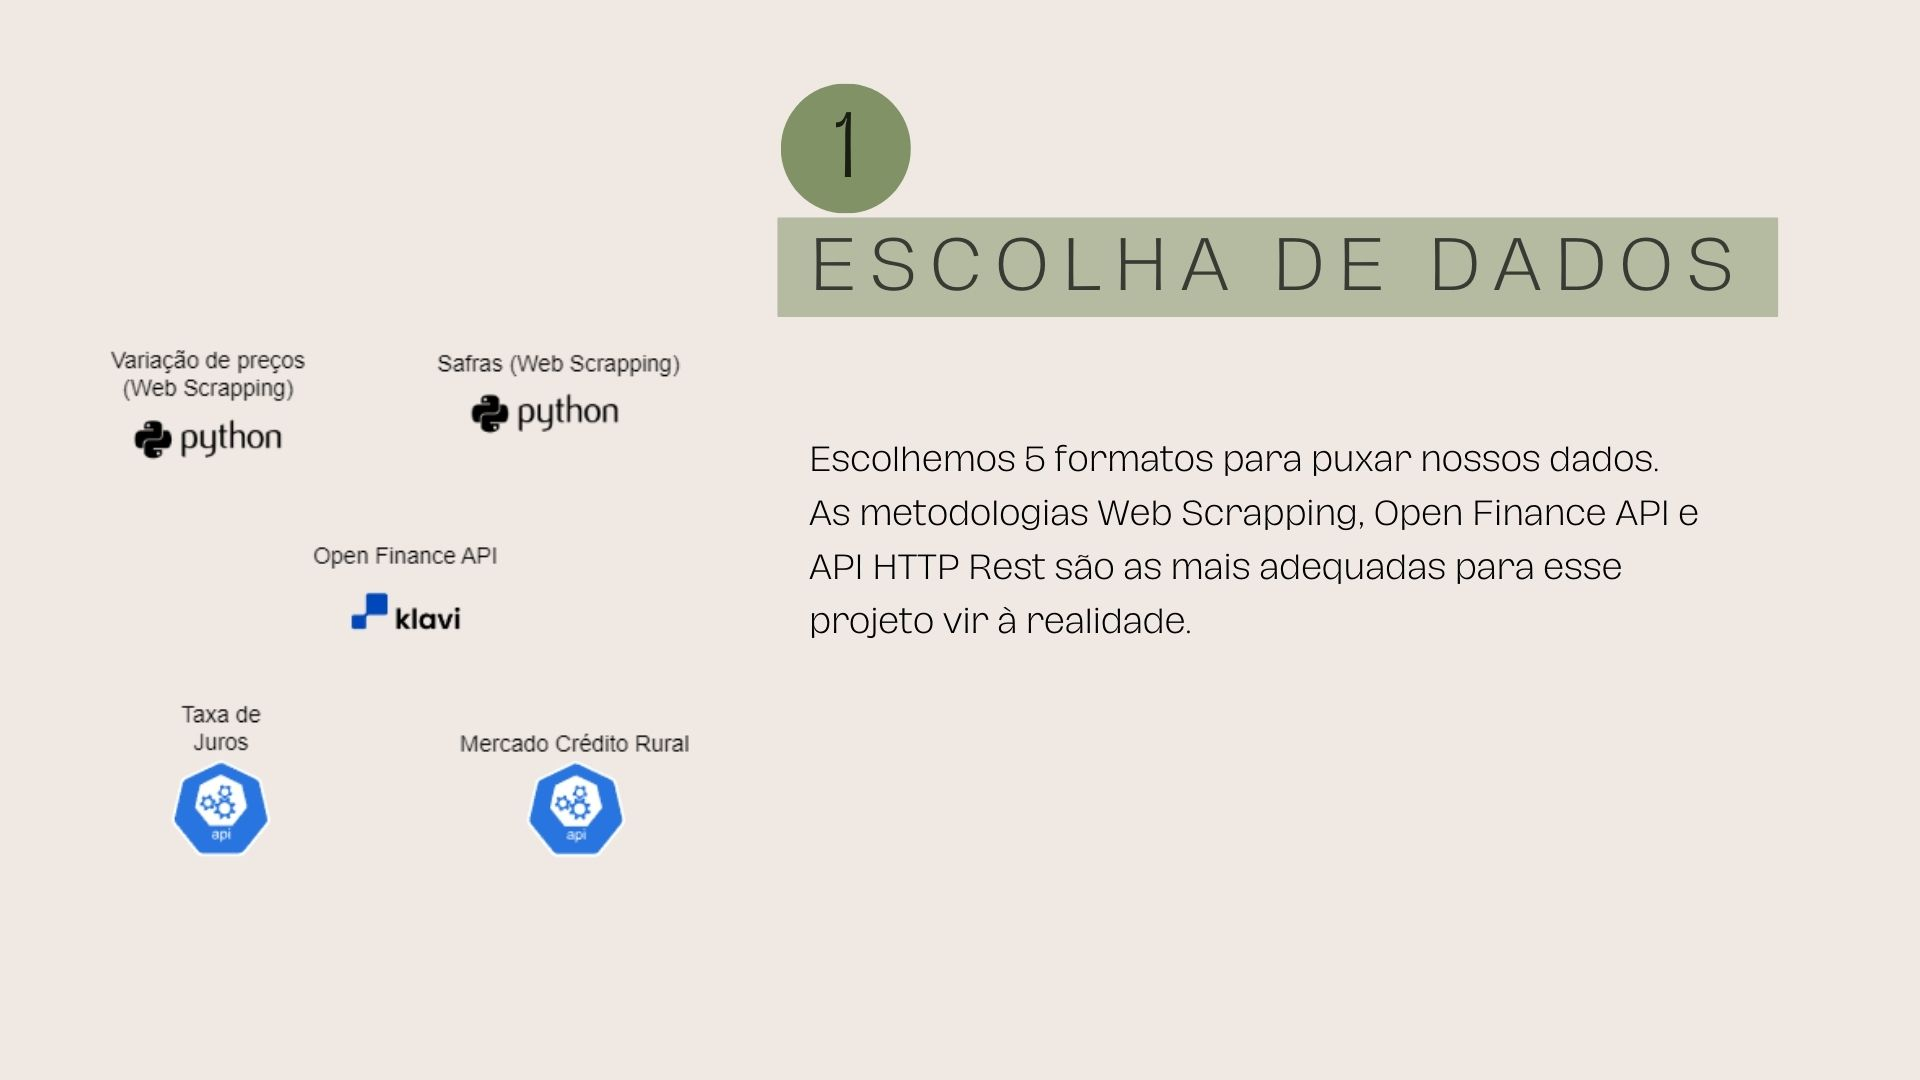 1
ESCOLHA DE DADOS
Variação de preços
(Web Scrapping)
python
Safras (Web Scrapping)
python
Open Finance API
klavi
Taxa de
Juros
api
Mercado Crédito Rural
api
Escolhemos 5 formatos para puxar nossos dados.
As metodologias Web Scrapping, Open Finance API e
API HTTP Rest são as mais adequadas para esse
projeto vir à realidade.